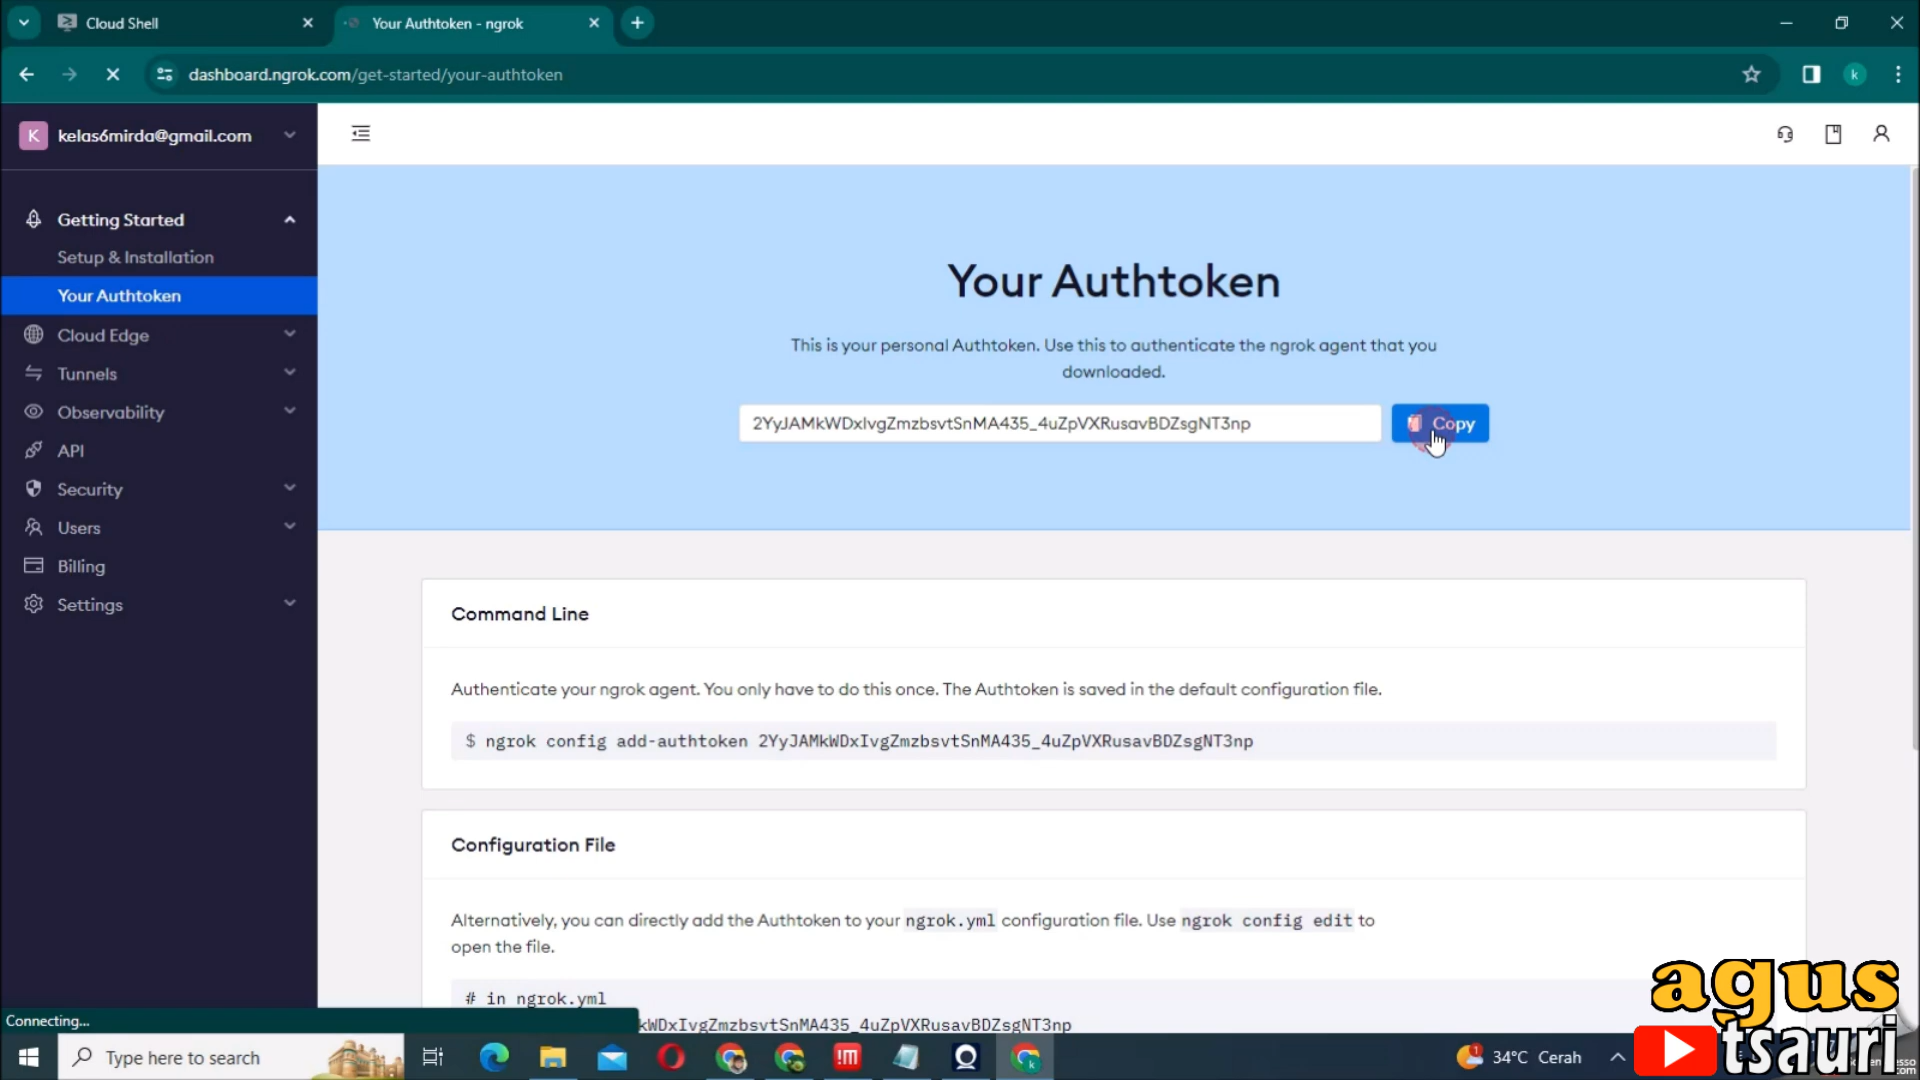 Cloud Shell
Your Authtoken - ngrok
dashboard.ngrok.com/get-started/your-authtoken
k
K kelas6mirda@gmail.com
Getting Started
Setup & Installation
Your Authtoken
Cloud Edge
Tunnels
Observability
API
Security
Users
Billing
Settings
Your Authtoken
This is your personal Authtoken. Use this to authenticate the ngrok agent that you
downloaded.
2YyJAMkWDxIvgZmzbsvtSnMA435_4uZpVXRusavBDZsgNT3np
Copy
Command Line
Authenticate your ngrok agent. You only have to do this once. The Authtoken is saved in the default configuration file.
$ ngrok config add-authtoken 2YyJAMkWDxIvgZmzbsvtSnMA435_4uZpVXRusavBDZsgNT3np
Configuration File
Alternatively, you can directly add the Authtoken to your ngrok.yml configuration file. Use ngrok config edit to
open the file.
# in ngrok.yml
kWDxIvgZmzbsvtSnMA435_4uZpVXRusavBDZsgNT3np
Connecting...
Type here to search
!M
k
1
34°C Cerah
agus
tsauri